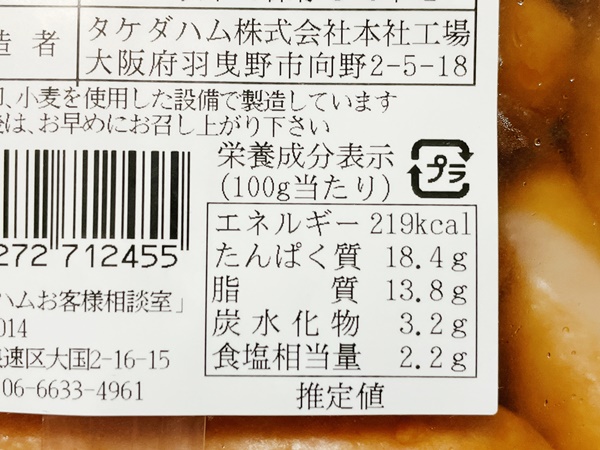 造者 タケダハム株式会社本社工場
大阪府羽曳野市向野2-5-18
小麦を使用した設備で製造しています
は、お早めにお召し上がり下さい
栄養成分表示
(100g当たり)
プラ
エネルギー 219kcal
たんぱく質 18.4g
脂質 13.8g
炭水化物 3.2g
食塩相当量 2.2g
推定値
272 712455
ハムお客様相談室」
014
速区大国2-16-15
06-6633-4961